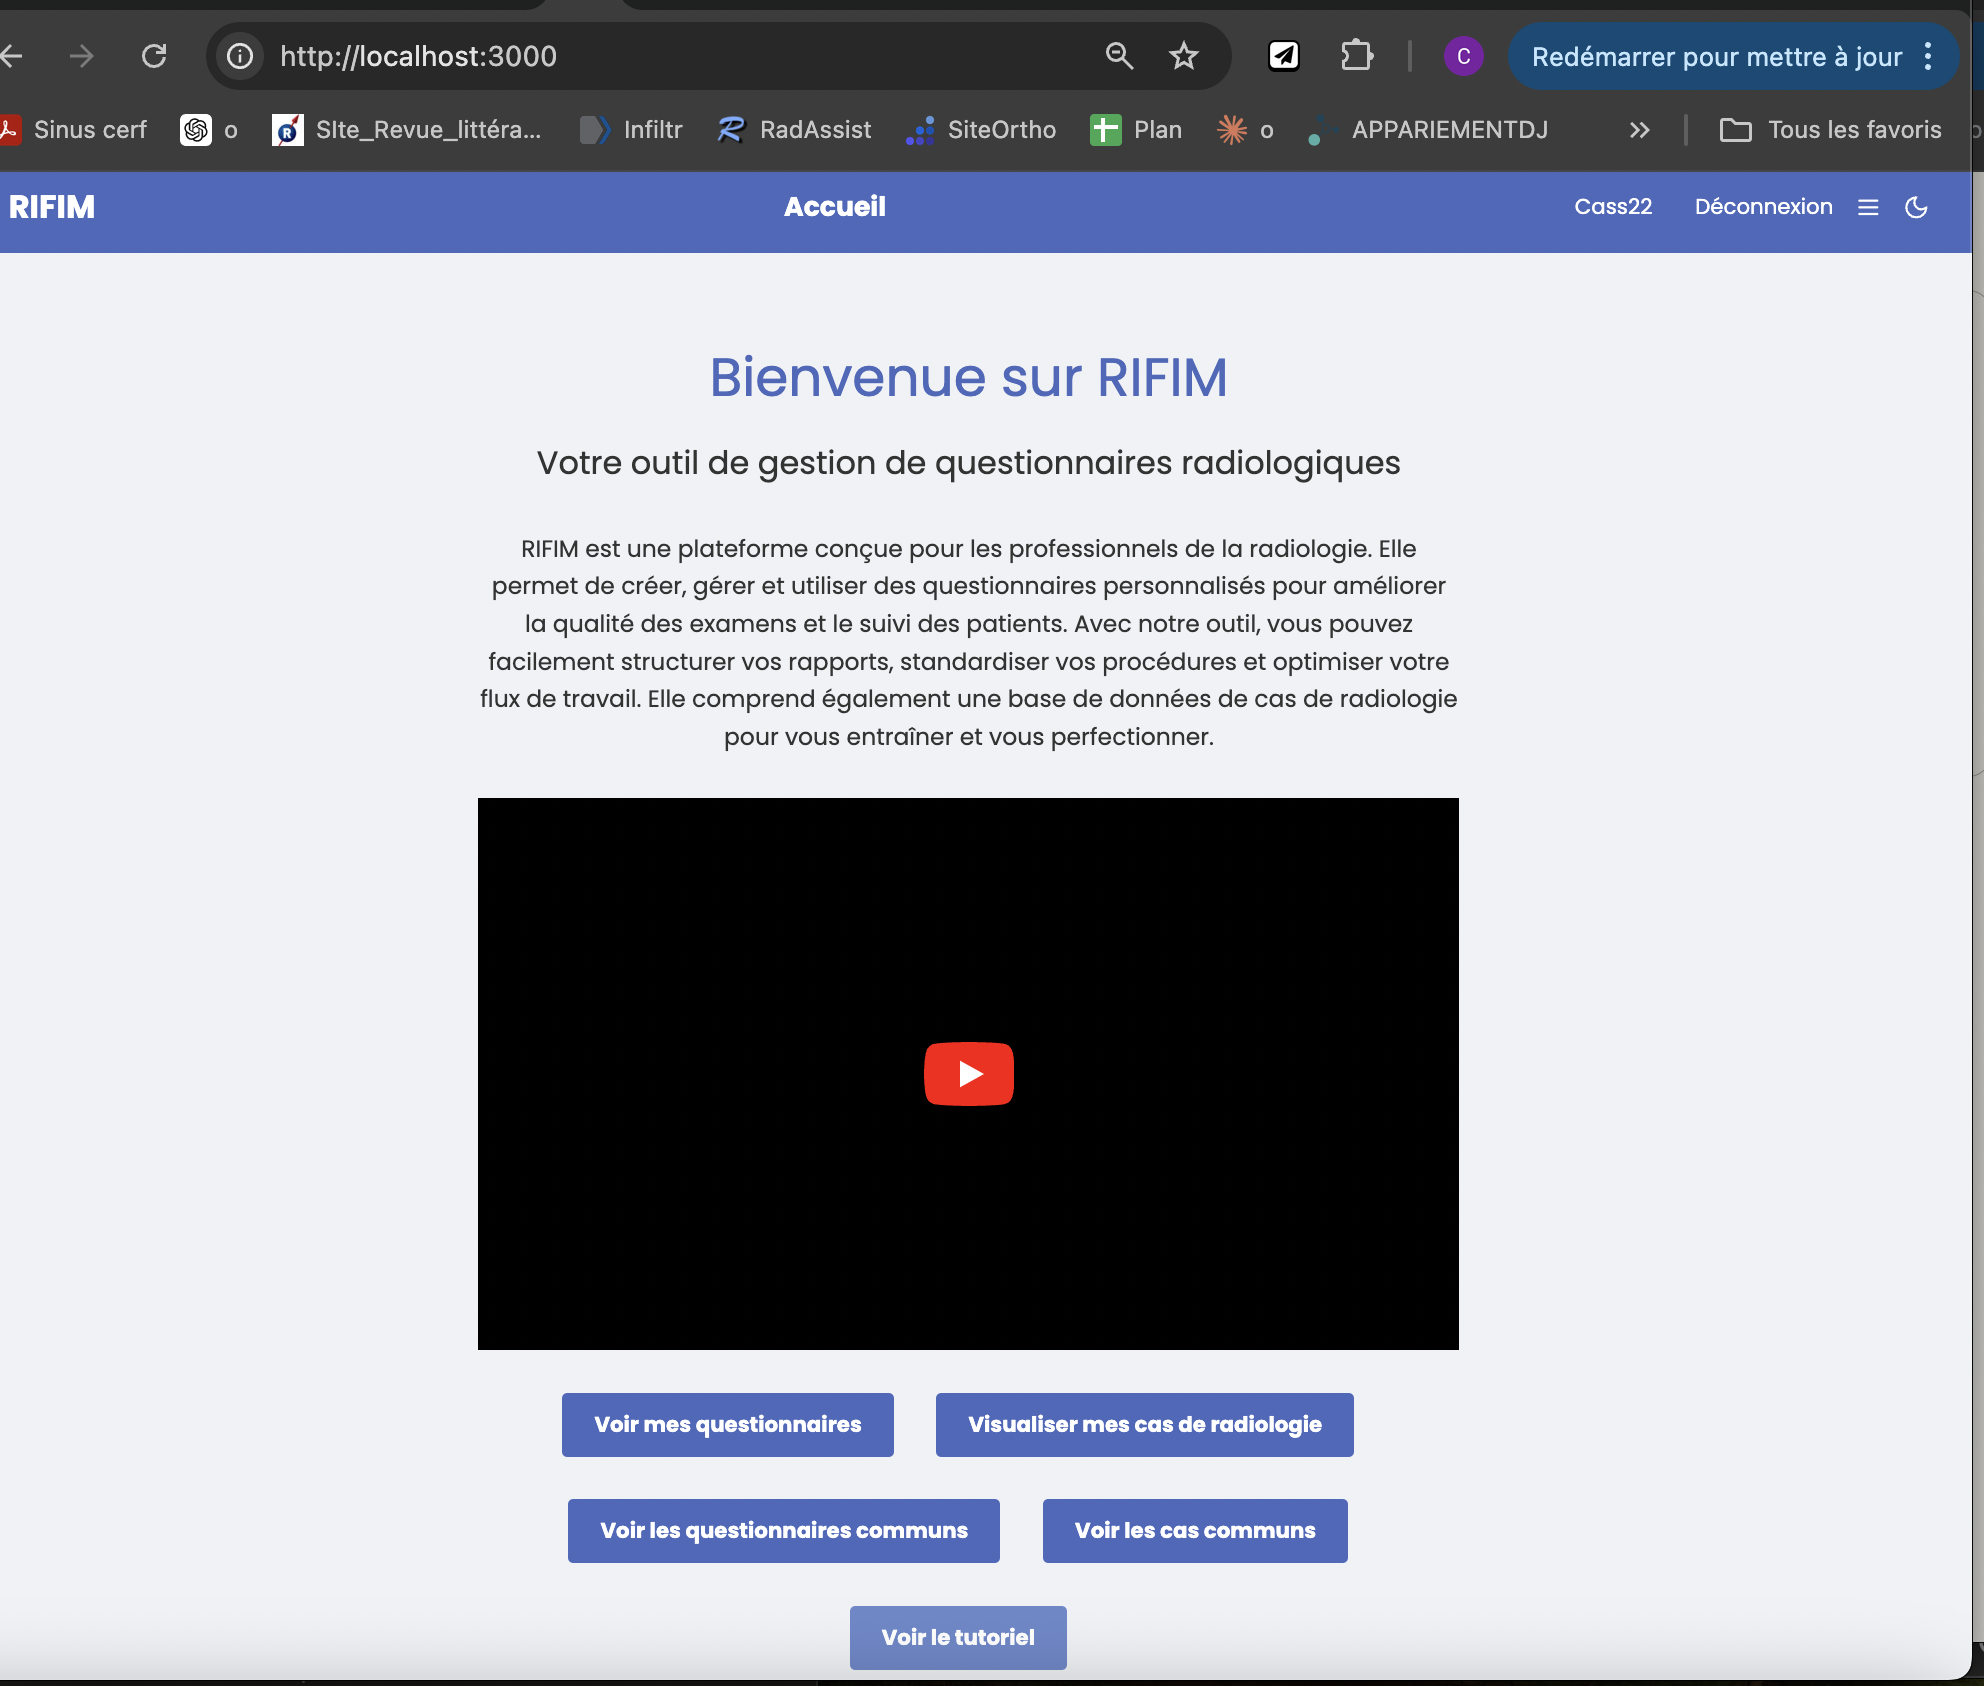 http://localhost:3000
C
Redémarrer pour mettre à jour
Sinus cerf
o
SIte_Revue_littéra...
Infiltr
RadAssist
SiteOrtho
Plan
o
APPARIEMENTDJ
Tous les favoris
RIFIM
Accueil
Cass22
Déconnexion
Bienvenue sur RIFIM
Votre outil de gestion de questionnaires radiologiques
RIFIM est une plateforme conçue pour les professionnels de la radiologie. Elle
permet de créer, gérer et utiliser des questionnaires personnalisés pour améliorer
la qualité des examens et le suivi des patients. Avec notre outil, vous pouvez
facilement structurer vos rapports, standardiser vos procédures et optimiser votre
flux de travail. Elle comprend également une base de données de cas de radiologie
pour vous entraîner et vous perfectionner.
Voir mes questionnaires
Visualiser mes cas de radiologie
Voir les questionnaires communs
Voir les cas communs
Voir le tutoriel